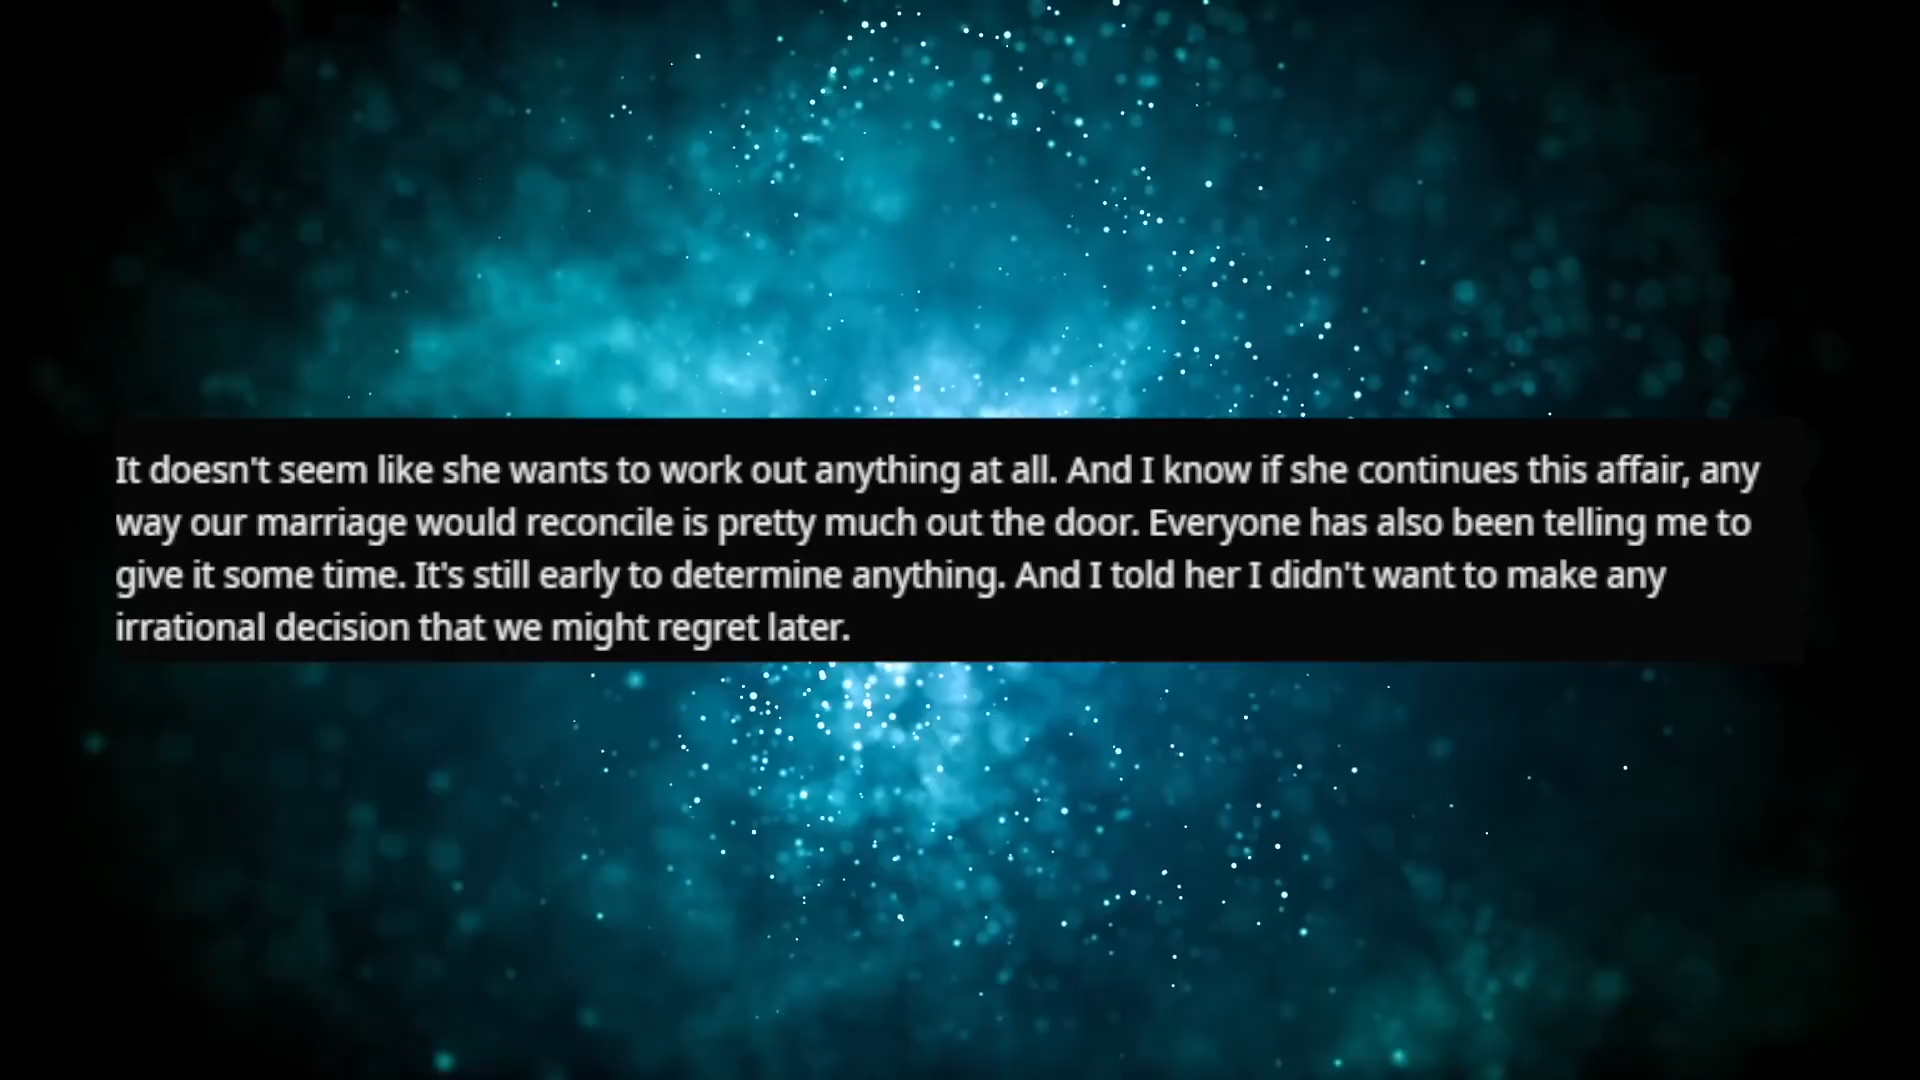 It doesn't seem like she wants to work out anything at all. And I know if she continues this affair, any
way our marriage would reconcile is pretty much out the door. Everyone has also been telling me to
give it some time. It's still early to determine anything. And I told her I didn't want to make any
irrational decision that we might regret later.